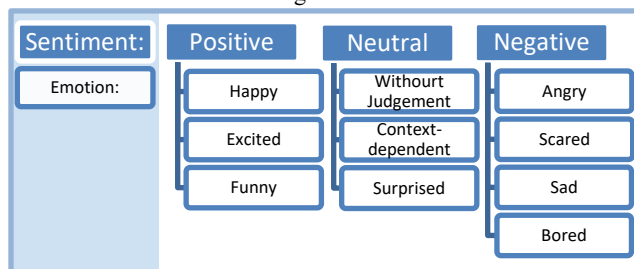 Sentiment:
Positive
Neutral
Negative
Emotion:
Happy
Withourt
Judgement
Angry
Excited
Context-
dependent
Scared
Funny
Surprised
Sad
Bored